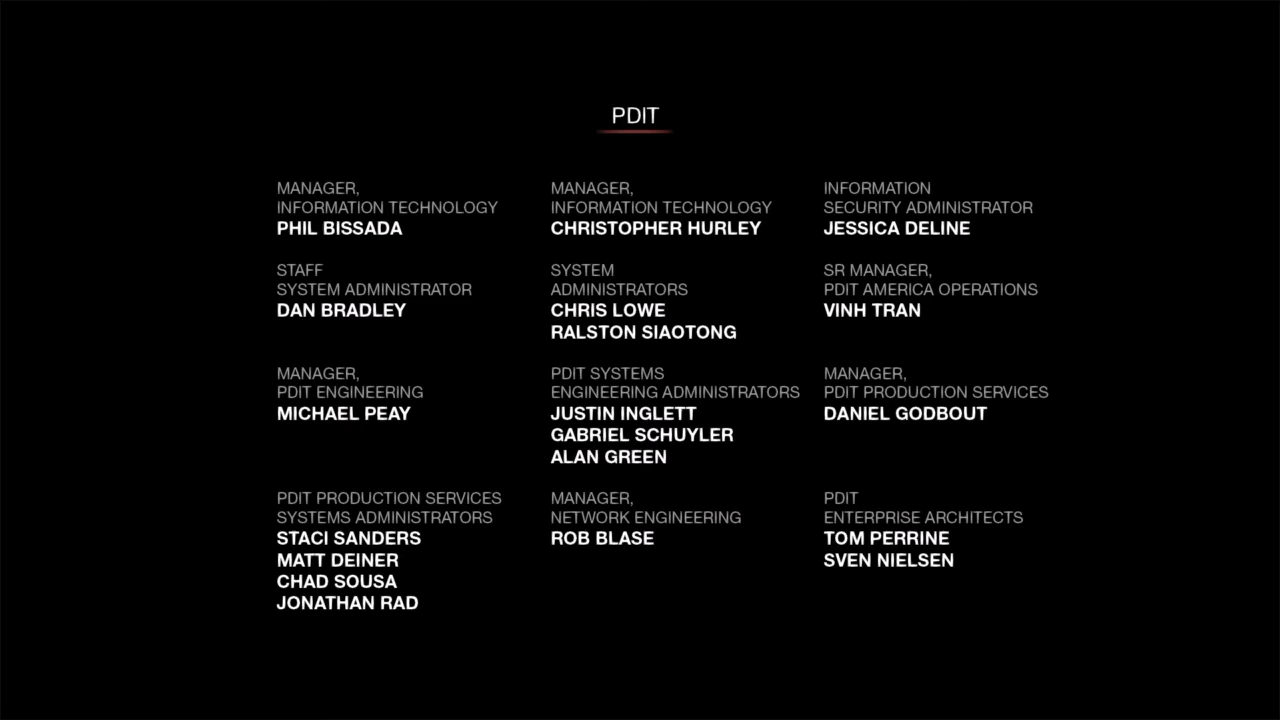 PDIT
MANAGER,
INFORMATION TECHNOLOGY
PHIL BISSADA
MANAGER,
INFORMATION TECHNOLOGY
CHRISTOPHER HURLEY
INFORMATION
SECURITY ADMINISTRATOR
JESSICA DELINE
STAFF
SYSTEM ADMINISTRATOR
DAN BRADLEY
SYSTEM
ADMINISTRATORS
CHRIS LOWE
RALSTON SIAOTONG
SR MANAGER,
PDIT AMERICA OPERATIONS
VINH TRAN
MANAGER,
PDIT ENGINEERING
MICHAEL PEAY
PDIT SYSTEMS
ENGINEERING ADMINISTRATORS
JUSTIN INGLETT
GABRIEL SCHUYLER
ALAN GREEN
MANAGER,
PDIT PRODUCTION SERVICES
DANIEL GODBOUT
PDIT PRODUCTION SERVICES
SYSTEMS ADMINISTRATORS
STACI SANDERS
MATT DEINER
CHAD SOUSA
JONATHAN RAD
MANAGER,
NETWORK ENGINEERING
ROB BLASE
PDIT
ENTERPRISE ARCHITECTS
TOM PERRINE
SVEN NIELSEN